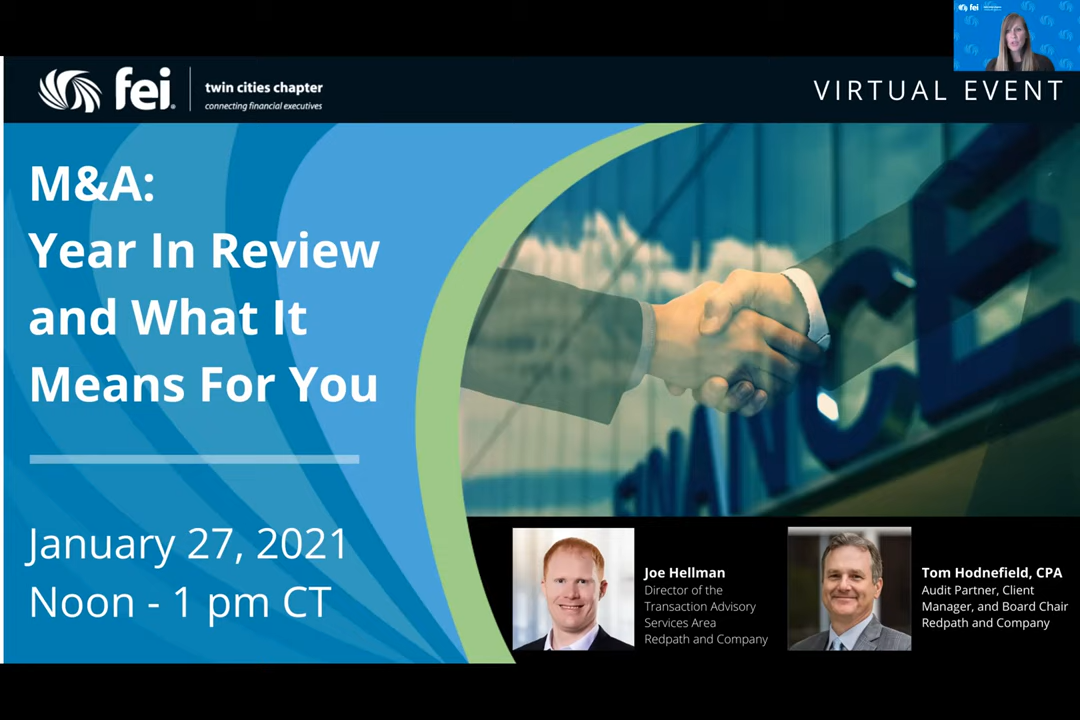 fei
fei.
twin cities chapter
connecting financial executives
VIRTUAL EVENT
M&A:
Year In Review
and What It
Means For You
FINANCE
January 27, 2021
Noon - 1 pm CT
Joe Hellman
Director of the
Transaction Advisory
Services Area
Redpath and Company
Tom Hodnefield, CPA
Audit Partner, Client
Manager, and Board Chair
Redpath and Company